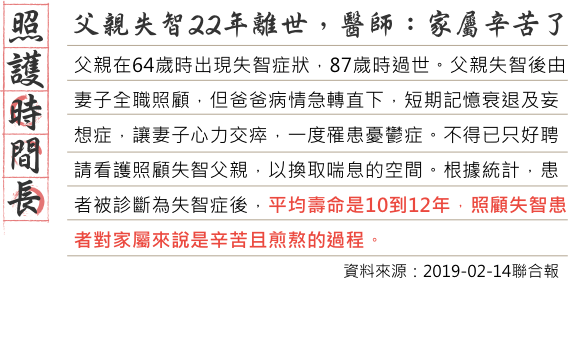 照護時間長
父親失智22年離世，醫師：家屬辛苦了
父親在64歲時出現失智症狀，87歲時過世。父親失智後由
妻子全職照顧，但爸爸病情急轉直下，短期記憶衰退及妄
想症，讓妻子心力交瘁，一度罹患憂鬱症。不得已只好聘
請看護照顧失智父親，以換取喘息的空間。根據統計，患
者被診斷為失智症後，平均壽命是10到12年，照顧失智患
者對家屬來說是辛苦且煎熬的過程。
資料來源：2019-02-14聯合報